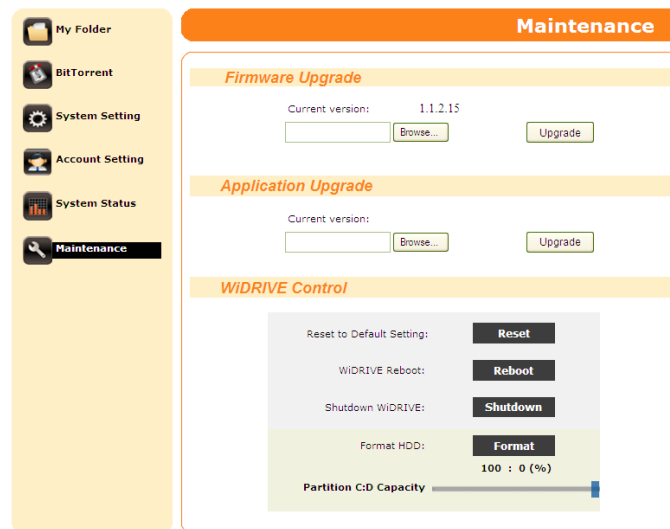 My Folder
BitTorrent
System Setting
Account Setting
System Status
Maintenance
Maintenance
Firmware Upgrade
Current version: 1.1.2.15
Browse... Upgrade
Application Upgrade
Current version:
Browse... Upgrade
WiDRIVE Control
Reset to Default Setting: Reset
WiDRIVE Reboot: Reboot
Shutdown WiDRIVE: Shutdown
Format HDD: Format
100 : 0 (%)
Partition C:D Capacity